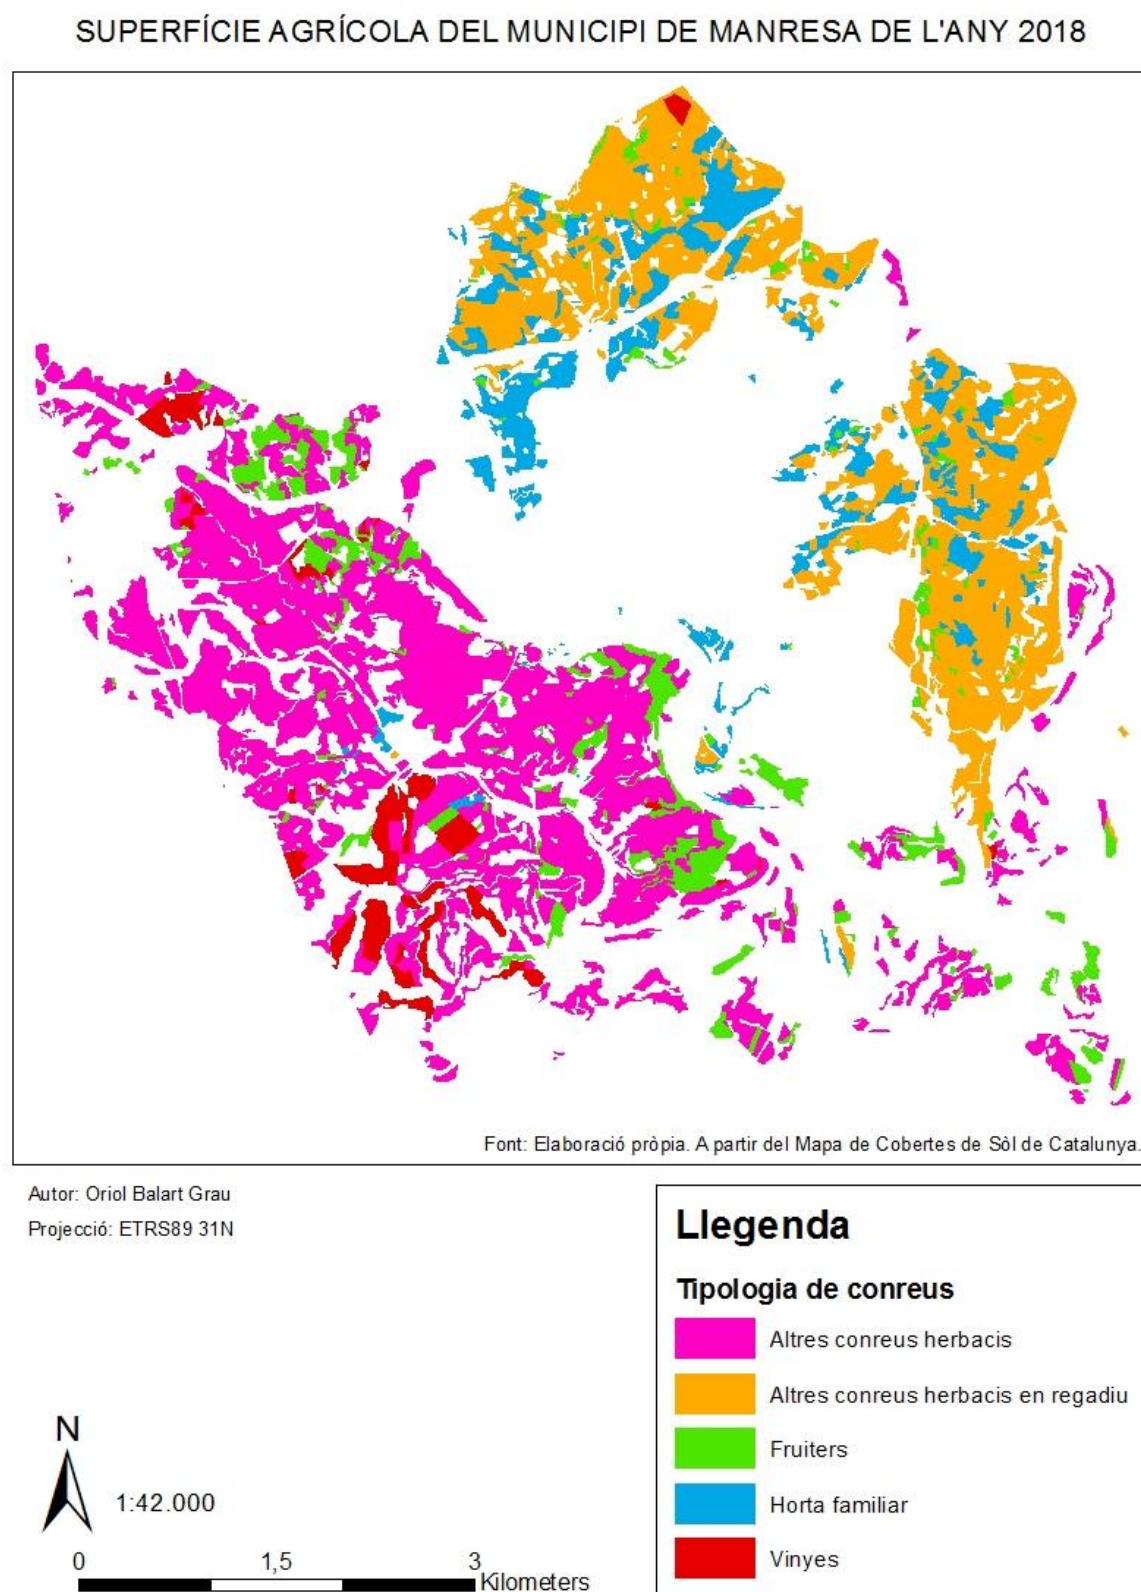 SUPERFÍCIE AGRÍCOLA DEL MUNICIPI DE MANRESA DE L'ANY 2018
Font: Elaboració pròpia. A partir del Mapa de Cobertes de Sòl de Catalunya.
Autor: Oriol Balart Grau
Projecció: ETRS89 31N
Llegenda
Tipologia de conreus
Altres conreus herbacis
Altres conreus herbacis en regadiu
Fruiters
Horta familiar
Vinyes
N
1:42.000
0 1,5 3
Kilometers